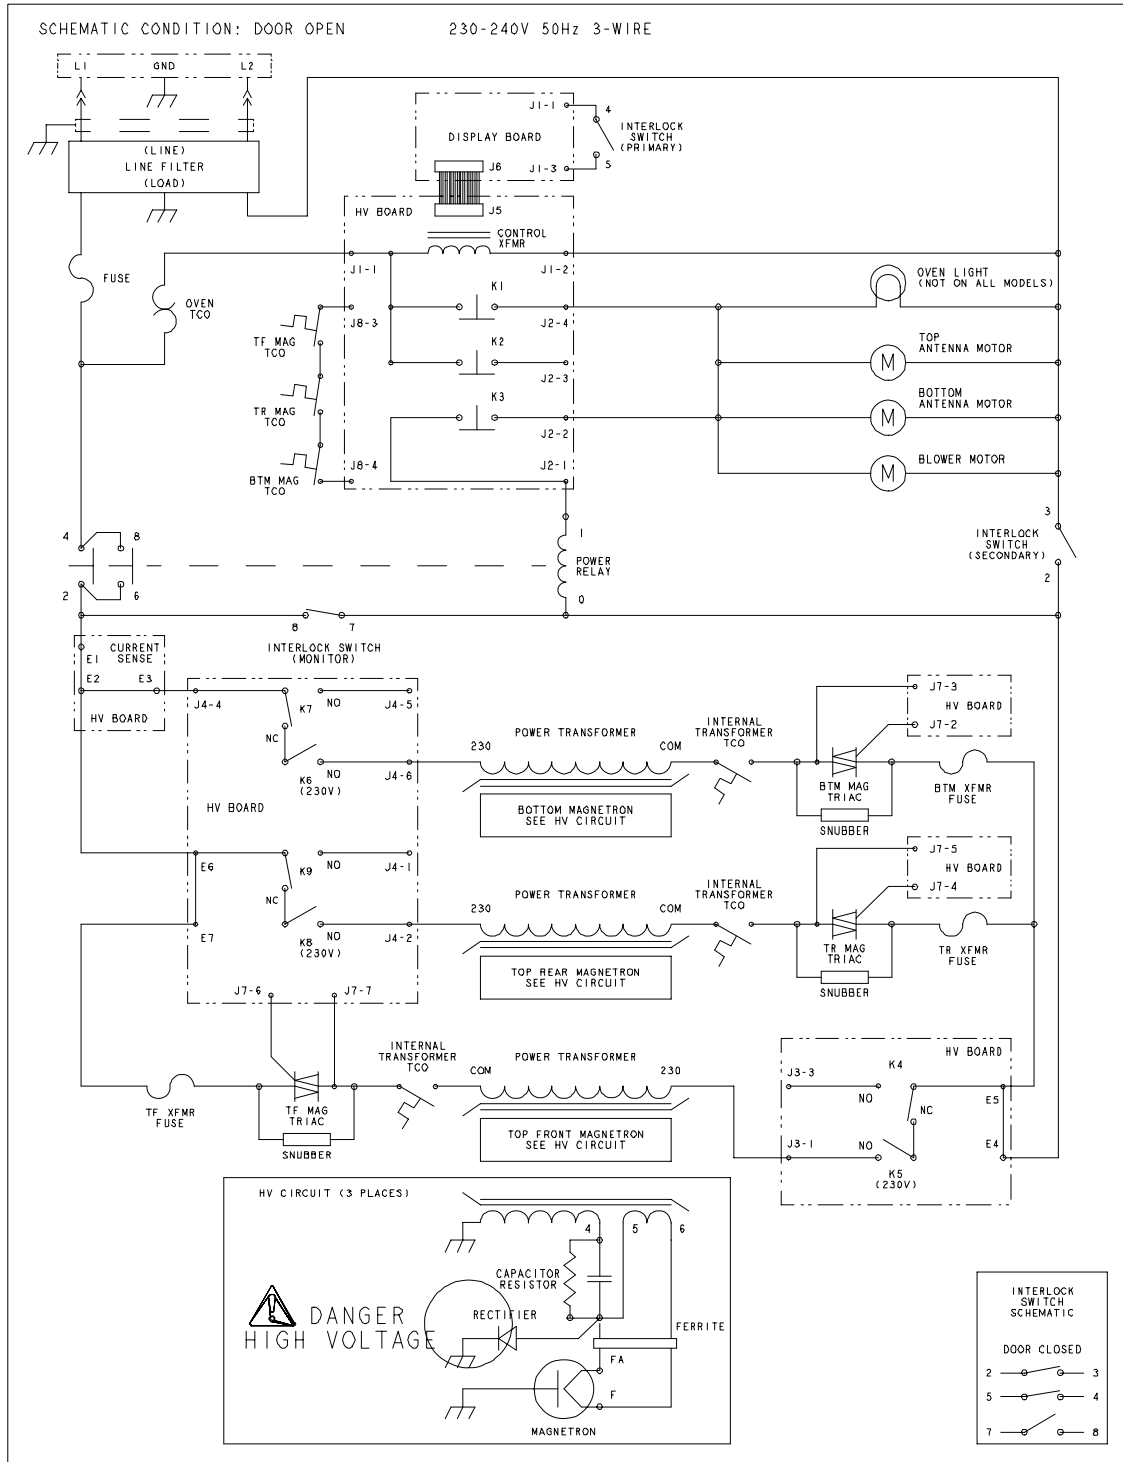 SCHEMATIC CONDITION: DOOR OPEN
230-240V 50Hz 3-WIRE
L1
GND
L2
(LINE)
LINE FILTER
(LOAD)
J1-1
DISPLAY BOARD
J1-3
4
5
INTERLOCK
SWITCH
(PRIMARY)
J6
J5
HV BOARD
CONTROL
XFMR
FUSE
OVEN
TCO
J1-1
J1-2
K1
J8-3
J2-4
OVEN LIGHT
(NOT ON ALL MODELS)
TF MAG
TCO
K2
J2-3
TOP
ANTENNA MOTOR
M
TR MAG
TCO
K3
J2-2
BOTTOM
ANTENNA MOTOR
M
J8-4
J2-1
BTM MAG
TCO
BLOWER MOTOR
M
4
8
2
6
1
POWER
RELAY
0
3
INTERLOCK
SWITCH
(SECONDARY)
2
8
7
INTERLOCK SWITCH
(MONITOR)
CURRENT
SENSE
E1
E2
E3
HV BOARD
J4-4
K7
NO
J4-5
NC
K6
(230V)
NO
J4-6
HV BOARD
230
POWER TRANSFORMER
COM
BOTTOM MAGNETRON
SEE HV CIRCUIT
INTERNAL
TRANSFORMER
TCO
BTM MAG
TRIAC
SNUBBER
J7-3
HV BOARD
J7-2
BTM XFMR
FUSE
E6
K9
NO
J4-1
NC
E7
K8
(230V)
NO
J4-2
230
POWER TRANSFORMER
COM
TOP REAR MAGNETRON
SEE HV CIRCUIT
INTERNAL
TRANSFORMER
TCO
TR MAG
TRIAC
SNUBBER
J7-5
HV BOARD
J7-4
TR XFMR
FUSE
J7-6
J7-7
TF XFMR
FUSE
TF MAG
TRIAC
SNUBBER
INTERNAL
TRANSFORMER
TCO
COM
POWER TRANSFORMER
230
TOP FRONT MAGNETRON
SEE HV CIRCUIT
HV BOARD
J3-3
K4
NO
NC
E5
J3-1
NO
K5
(230V)
E4
HV CIRCUIT (3 PLACES)
4
5
6
CAPACITOR
RESISTOR
DANGER
HIGH VOLTAGE
RECTIFIER
FERRITE
FA
F
MAGNETRON
INTERLOCK
SWITCH
SCHEMATIC
DOOR CLOSED
2
3
5
4
7
8